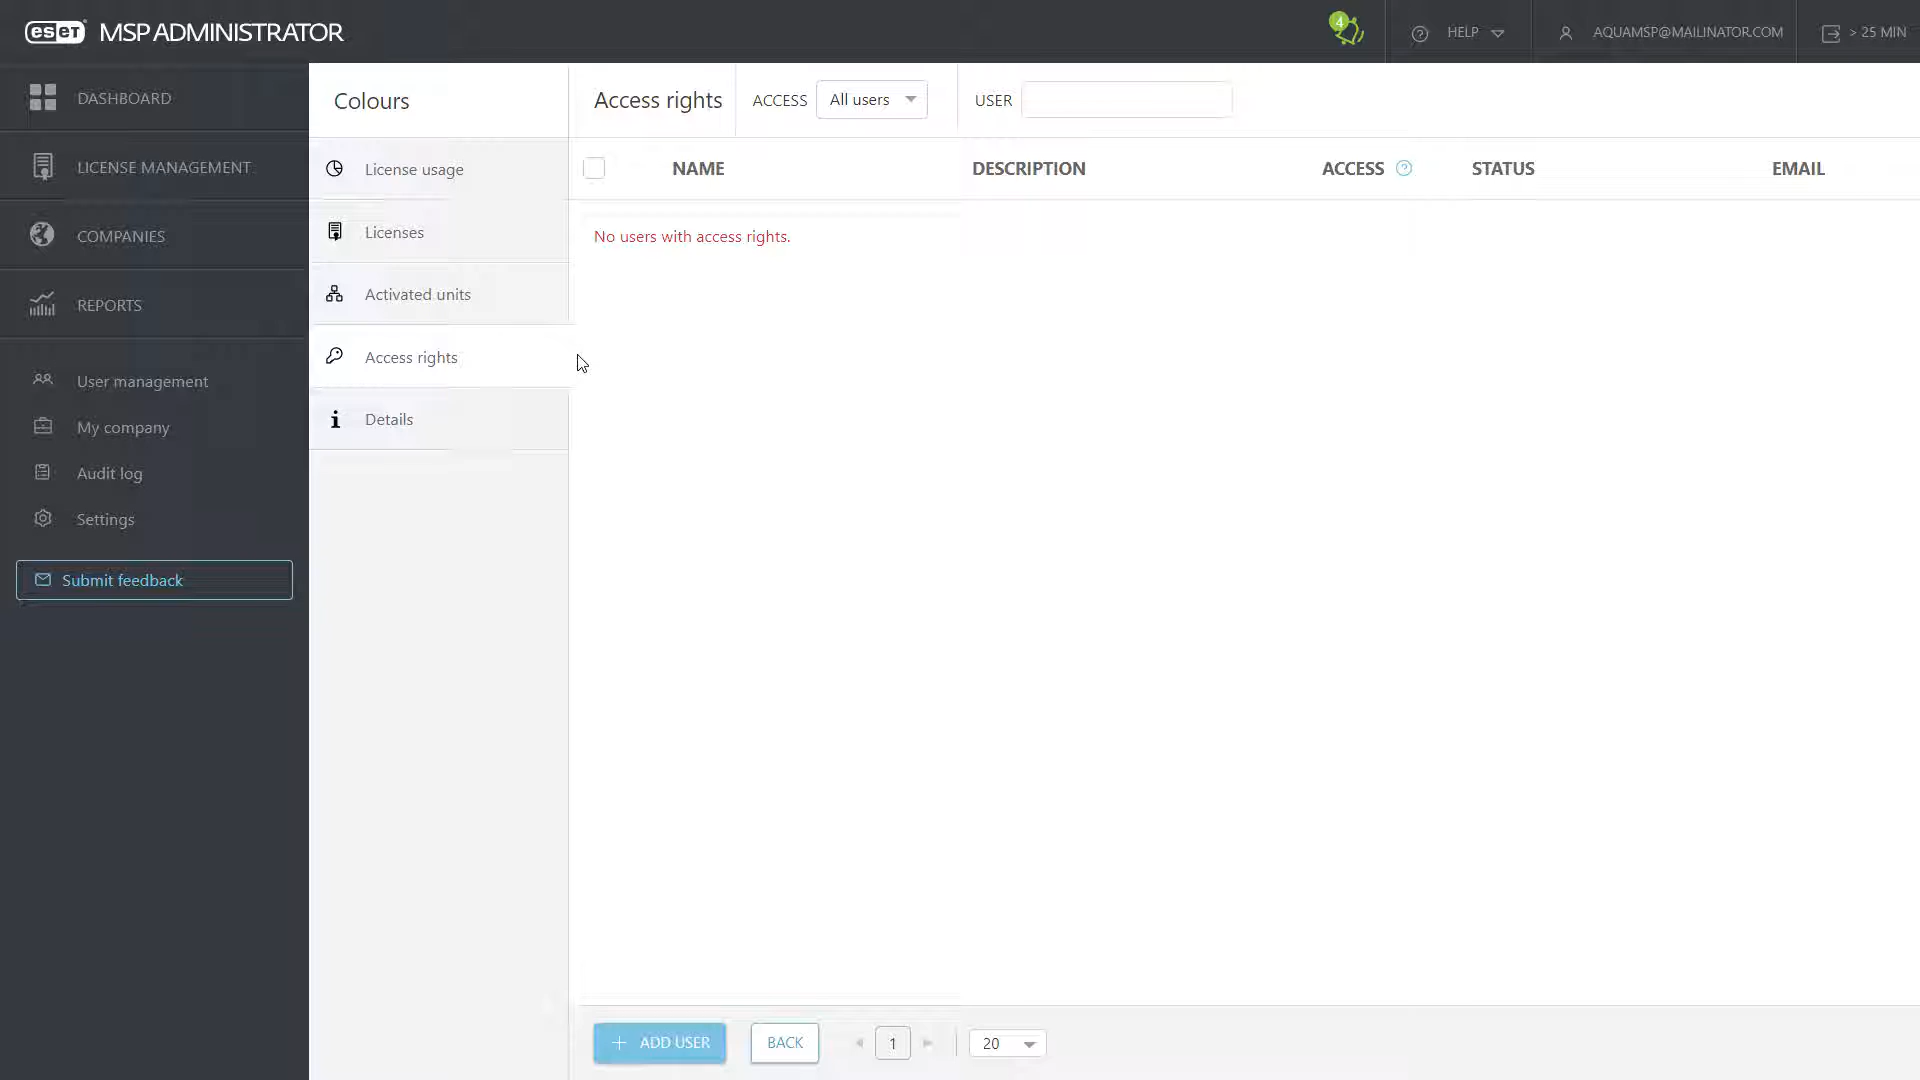 eset MSP ADMINISTRATOR
4
HELP
AQUAMSP@MAILINATOR.COM
> 25 MIN
DASHBOARD
LICENSE MANAGEMENT
COMPANIES
REPORTS
User management
My company
Audit log
Settings
Submit feedback
Colours
License usage
Licenses
Activated units
Access rights
Details
Access rights
ACCESS
All users
USER
NAME
DESCRIPTION
ACCESS
STATUS
EMAIL
No users with access rights.
+ ADD USER
BACK
1
20